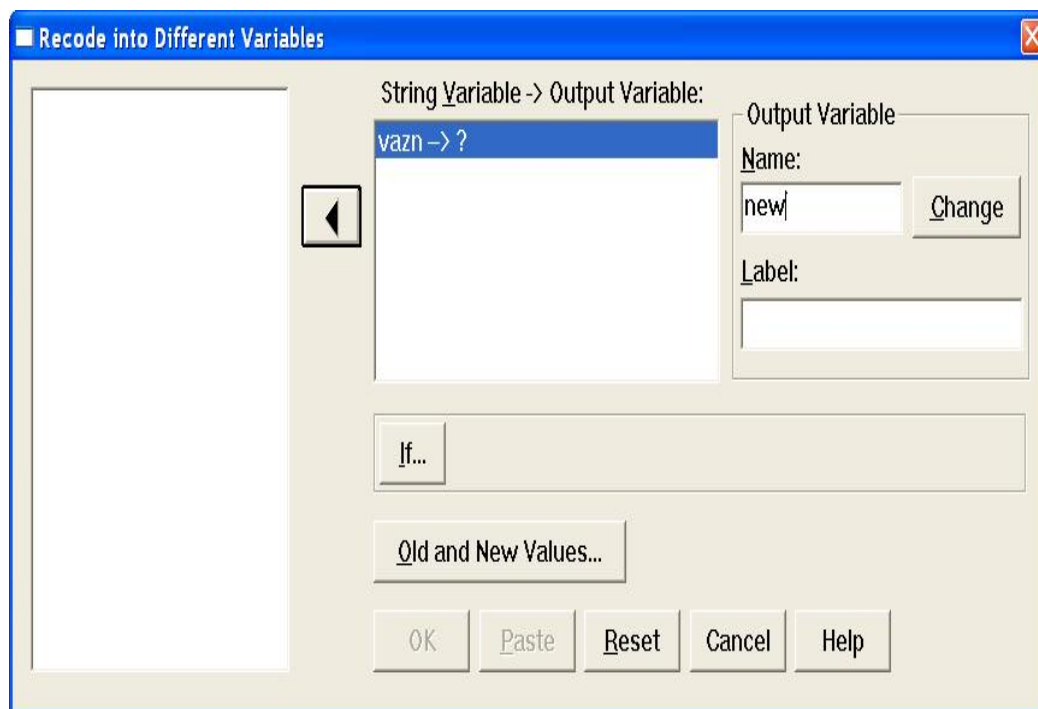 Recode into Different Variables
String Variable -> Output Variable:
vazn --> ?
Output Variable
Name:
new
Change
Label:
If...
Old and New Values...
OK
Paste
Reset
Cancel
Help